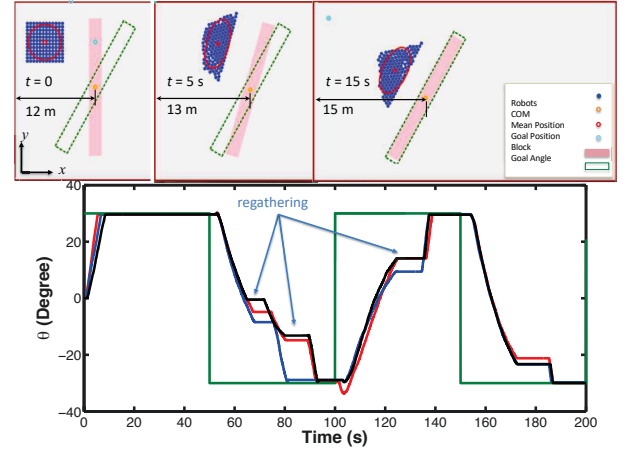 t = 0
12 m
y
x
t = 5 s
13 m
t = 15 s
15 m
Robots
COM
Mean Position
Goal Position
Block
Goal Angle
regathering
θ (Degree)
40
20
0
−20
−40
0 20 40 60 80 100 120 140 160 180 200
Time (s)